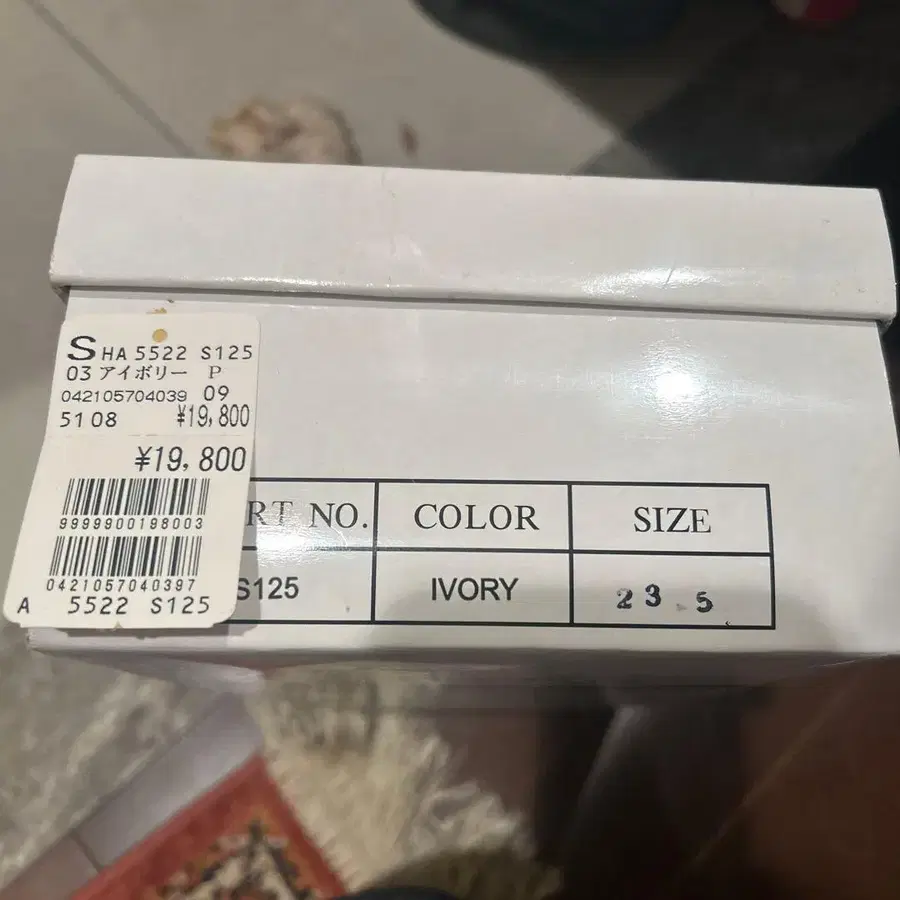 S HA 5522 S125
03 アイボリー P
042105704039 09
5108 ¥19,800
¥19,800
9999900198003
0421057040397
A 5522 S125
RT NO. COLOR SIZE
S125 IVORY 23.5